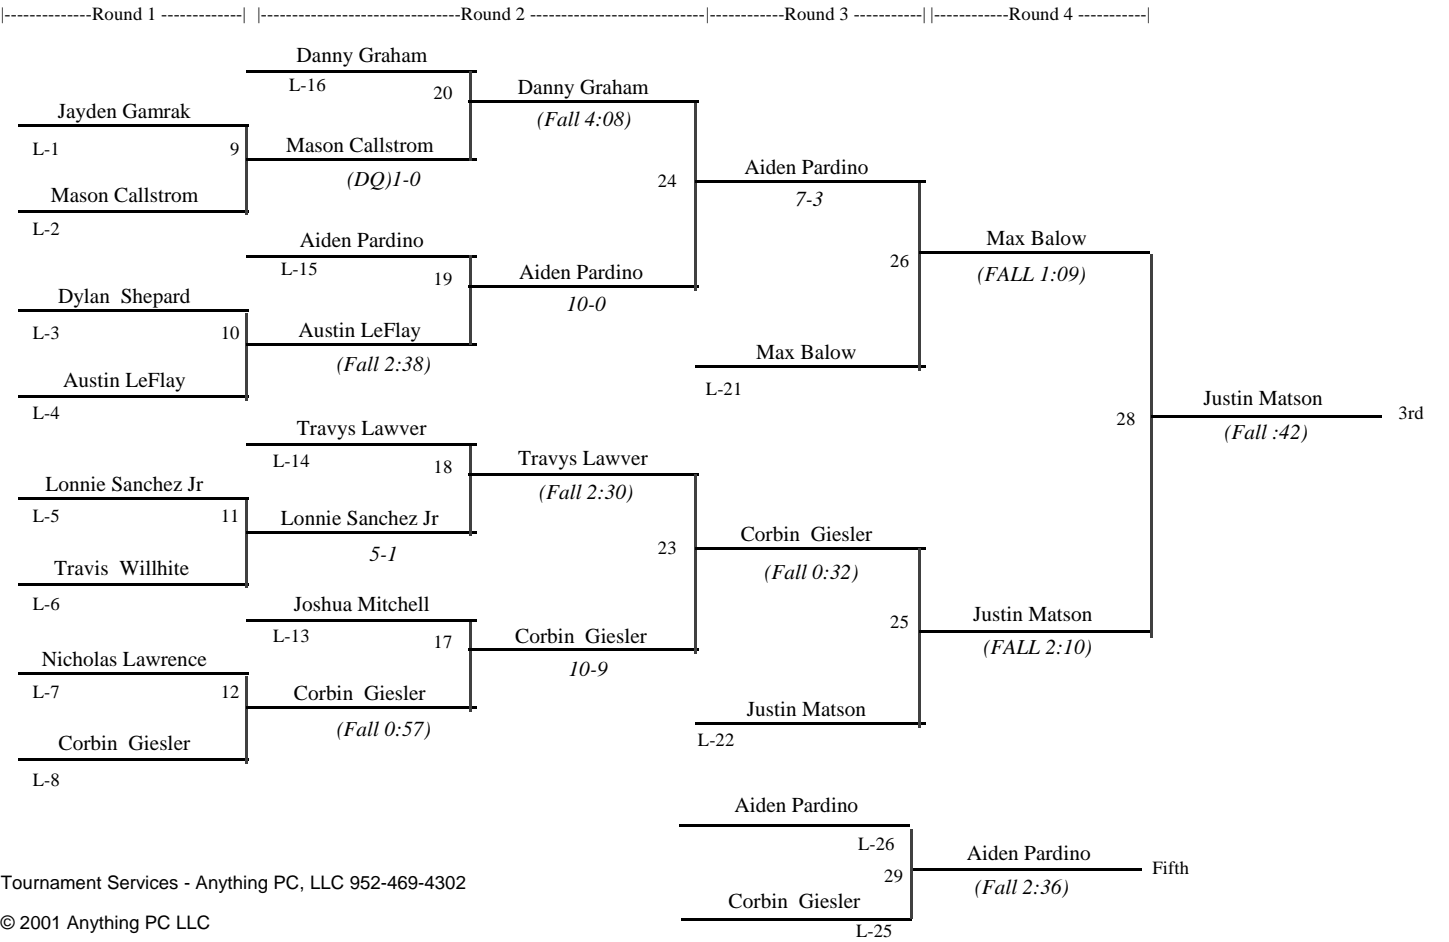 |---------------Round 1 -------------| |--------------------------------Round 2 ----------------------------|------------Round 3 -----------| |------------Round 4 -----------|
Danny Graham
L-16
20
Danny Graham
(Fall 4:08)
Jayden Gamrak
L-1
9
Mason Callstrom
(DQ)1-0
Mason Callstrom
L-2
24
Aiden Pardino
7-3
Aiden Pardino
L-15
19
Aiden Pardino
10-0
Dylan  Shepard
L-3
10
Austin LeFlay
(Fall 2:38)
Austin LeFlay
L-4
26
Max Balow
(FALL 1:09)
Max Balow
L-21
28
Justin Matson
(Fall :42)
3rd
Travys Lawver
L-14
18
Travys Lawver
(Fall 2:30)
Lonnie Sanchez Jr
L-5
11
Lonnie Sanchez Jr
5-1
Travis  Willhite
L-6
23
Corbin  Giesler
(Fall 0:32)
Joshua Mitchell
L-13
17
Corbin  Giesler
10-9
25
Justin Matson
(FALL 2:10)
Nicholas Lawrence
L-7
12
Corbin  Giesler
(Fall 0:57)
Corbin  Giesler
L-8
Justin Matson
L-22
Aiden Pardino
L-26
29
Aiden Pardino
(Fall 2:36)
Fifth
Corbin  Giesler
L-25
Tournament Services - Anything PC, LLC 952-469-4302
© 2001 Anything PC LLC